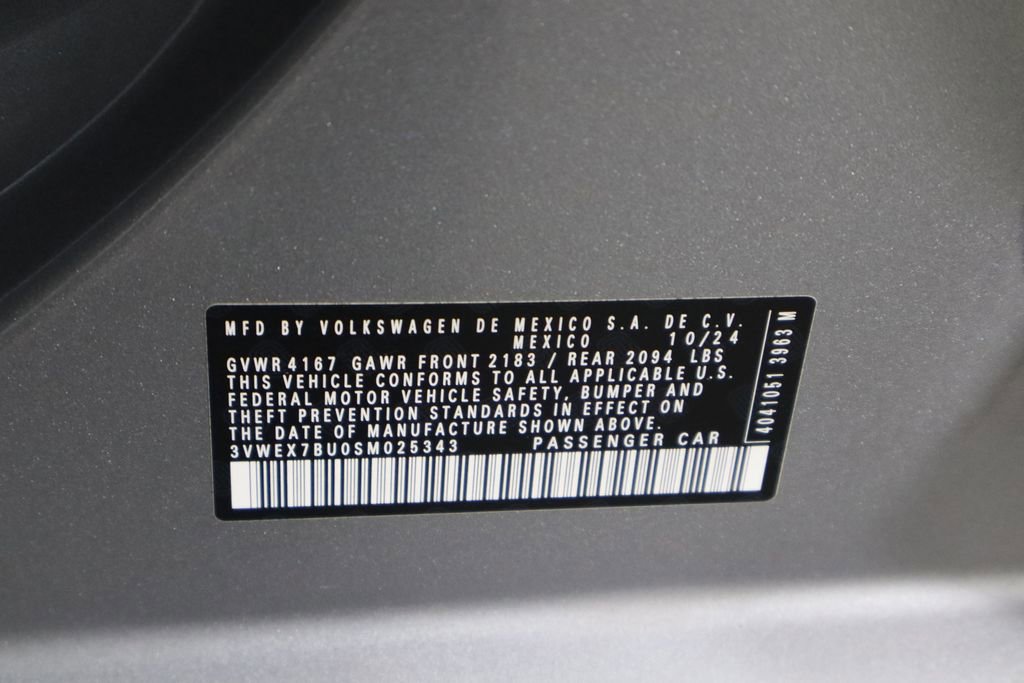 MFD BY VOLKSWAGEN DE MEXICO S.A. DE C.V.
MEXICO 10/24
GVWR 4167 GAWR FRONT 2183 / REAR 2094 LBS
THIS VEHICLE CONFORMS TO ALL APPLICABLE U.S.
FEDERAL MOTOR VEHICLE SAFETY, BUMPER AND
THEFT PREVENTION STANDARDS IN EFFECT ON
THE DATE OF MANUFACTURE SHOWN ABOVE.
3VWEX7BU0SM025343 PASSENGER CAR
4041051 3963 M